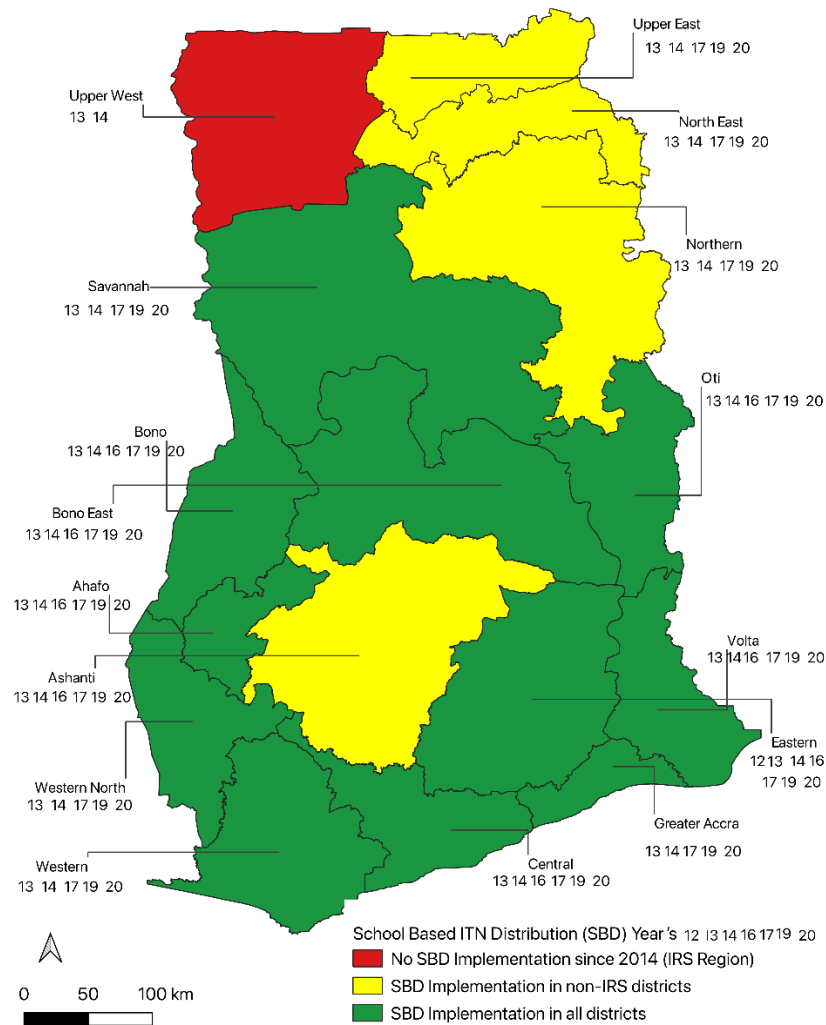 Upper East
13 14 17 19 20
Upper West
13 14
North East
13 14 17 19 20
Northern
13 14 17 19 20
Savannah
13 14 17 19 20
Oti
13 14 16 17 19 20
Bono
13 14 16 17 19 20
Bono East
13 14 16 17 19 20
Ahafo
13 14 16 17 19 20
Volta
13 14 16 17 19 20
Ashanti
13 14 16 17 19 20
Eastern
12 13 14 16
17 19 20
Western North
13 14 17 19 20
Greater Accra
13 14 17 19 20
Western
13 14 17 19 20
Central
13 14 16 17 19 20
School Based ITN Distribution (SBD) Year's 12 13 14 16 17 19 20
No SBD Implementation since 2014 (IRS Region)
SBD Implementation in non-IRS districts
SBD Implementation in all districts
0 50 100 km